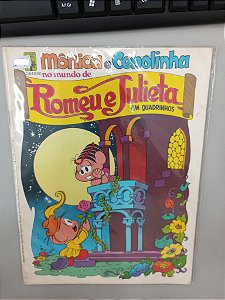 Mônica e Cebolinha
no mundo de
Romeu e Julieta
EM QUADRINHOS